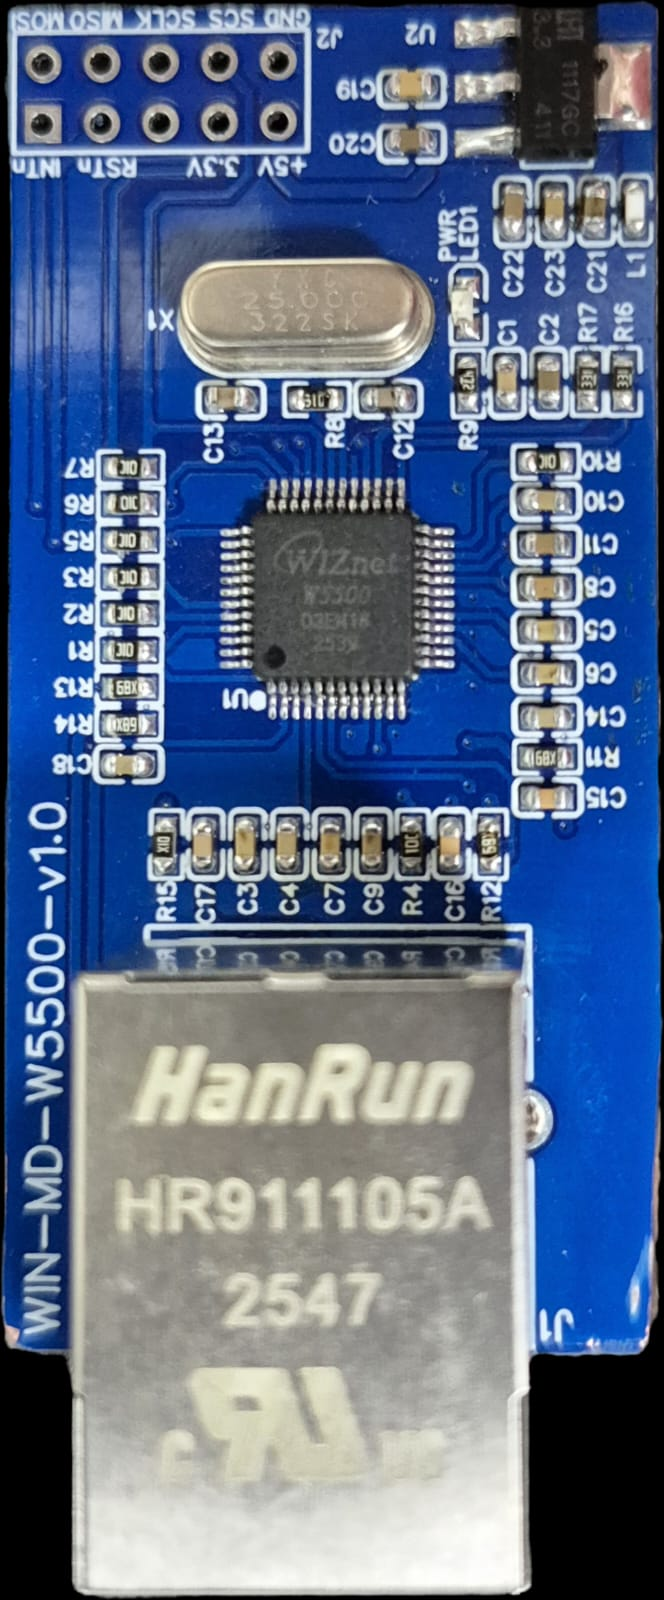 MOSI MISO SCLK SCS GND
J2
U2
3.3
1117GC
411
C19
C20
INTn RSTn 3.3V +5V
C22
C23
C21
L1
PWR
LED1
X1
YXC
25.000
322SK
C13
R8
C12
R9
C1
C2
R17
R16
R7
R6
R5
R3
R2
R1
R13
R14
C18
WIZnet
W5500
U1
R10
C10
C11
C8
C5
C6
C14
R11
C15
R15
C17
C3
C4
C7
C9
R4
C16
R12
WIN-MD-W5500-v1.0
HanRun
HR911105A
2547
J1